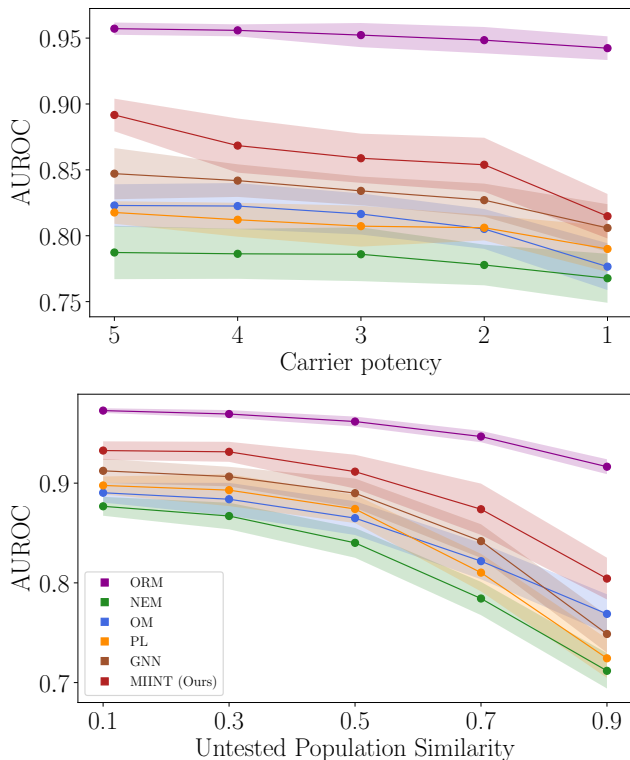 0.95
0.90
0.85
0.80
0.75
AUROC
5 4 3 2 1
Carrier potency
0.9
0.8
0.7
AUROC
ORM
NEM
OM
PL
GNN
MIINT (Ours)
0.1 0.3 0.5 0.7 0.9
Untested Population Similarity